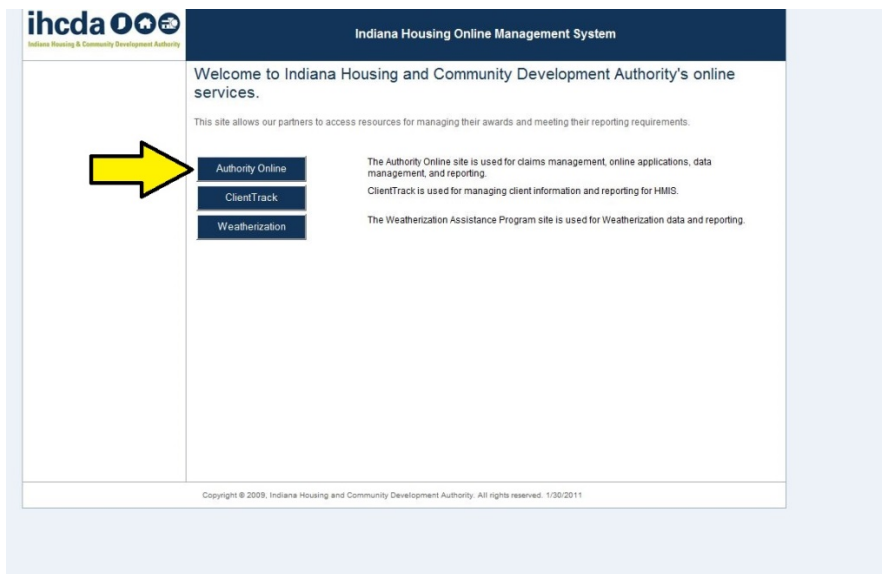 ihcda
Indiana Housing & Community Development Authority
Indiana Housing Online Management System
Welcome to Indiana Housing and Community Development Authority's online
services.
This site allows our partners to access resources for managing their awards and meeting their reporting requirements.
Authority Online
The Authority Online site is used for claims management, online applications, data
management, and reporting.
ClientTrack
ClientTrack is used for managing client information and reporting for HMIS.
Weatherization
The Weatherization Assistance Program site is used for Weatherization data and reporting.
Copyright © 2009, Indiana Housing and Community Development Authority. All rights reserved. 1/30/2011